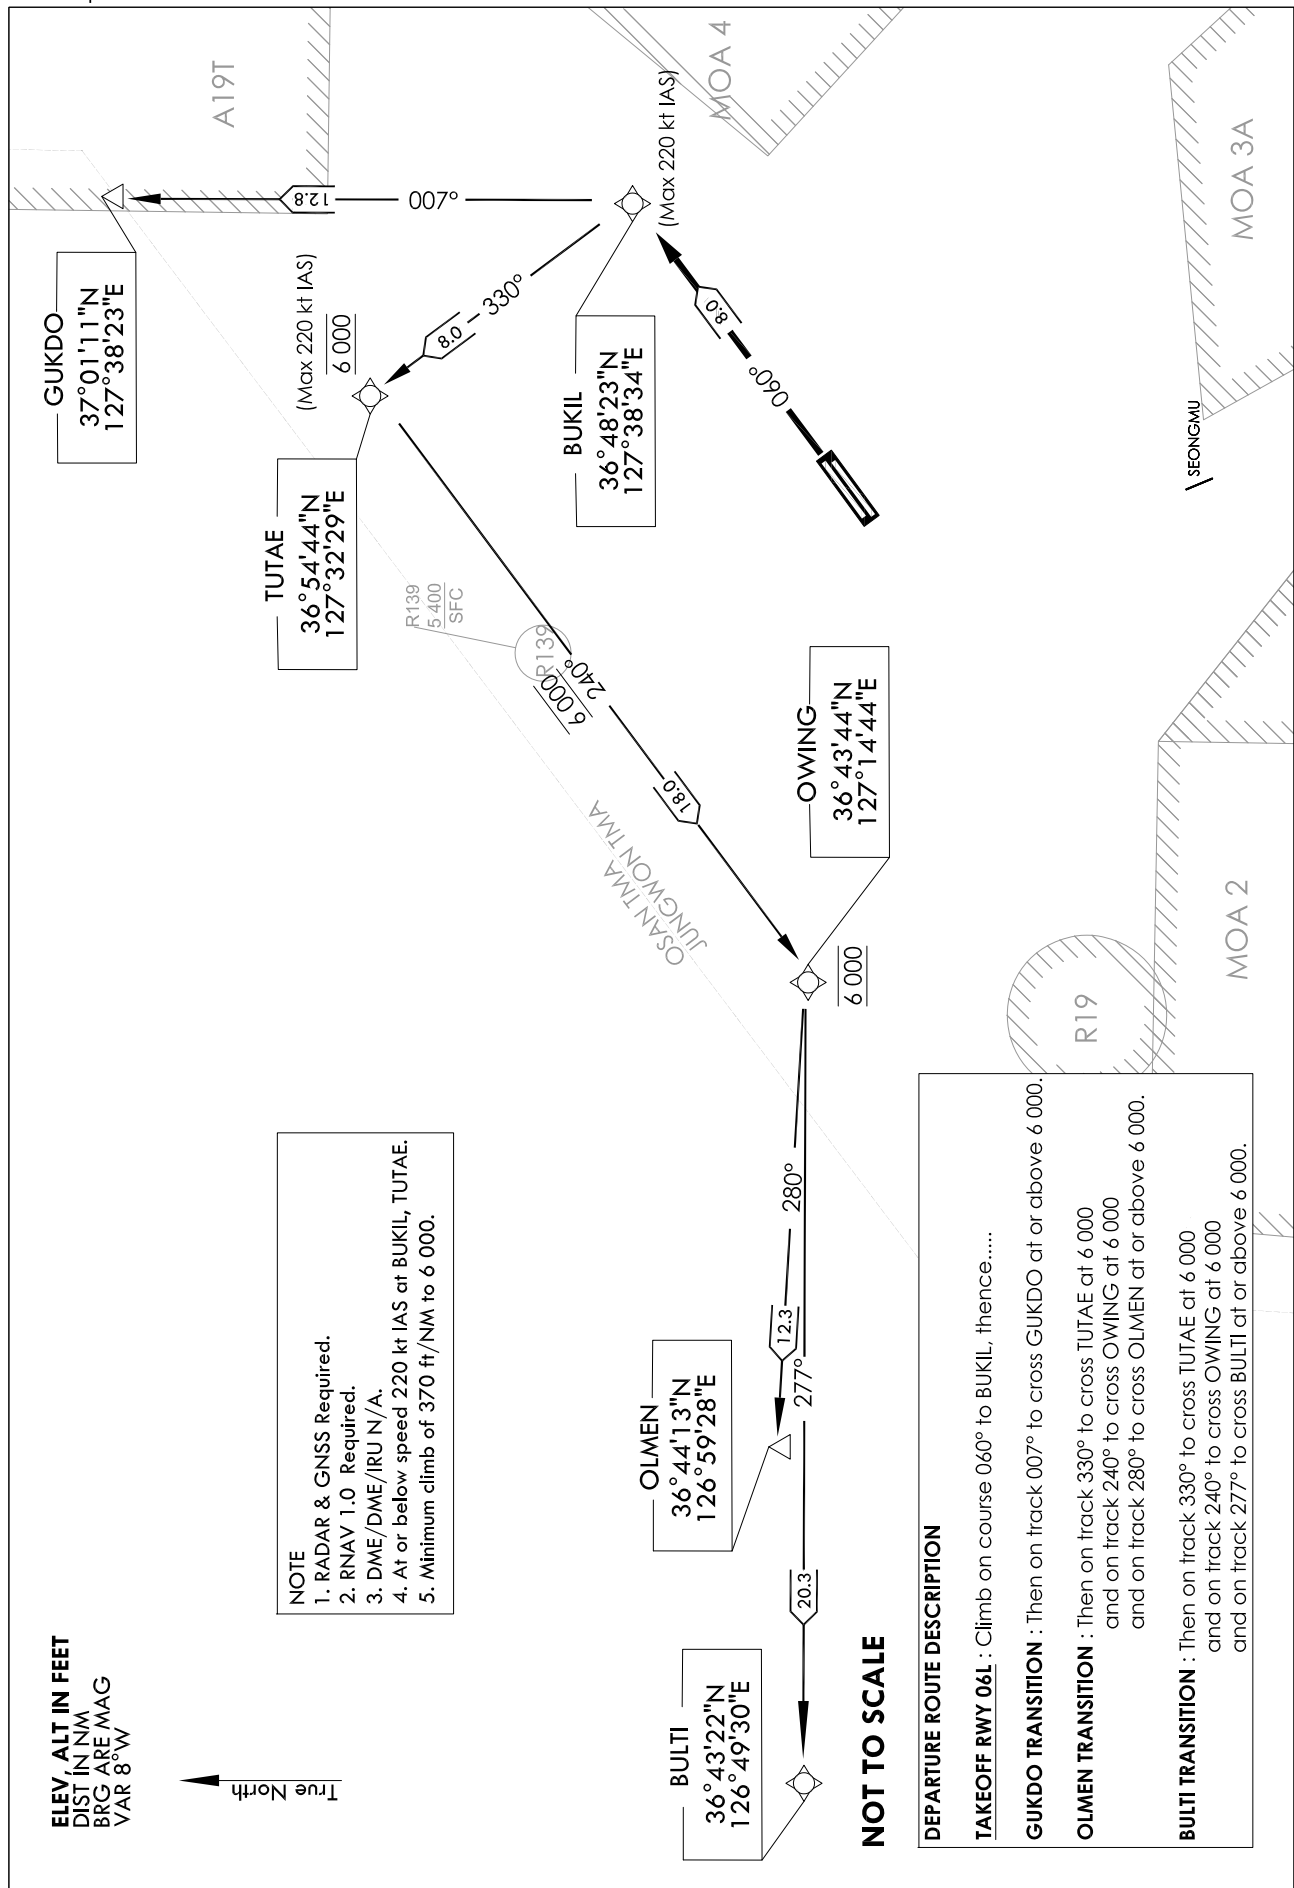 ELEV, ALT IN FEET
DIST IN NM
BRG ARE MAG
VAR 8°W
True North
NOTE
1. RADAR & GNSS Required.
2. RNAV 1.0 Required.
3. DME/DME/IRU N/A.
4. At or below speed 220 kt IAS at BUKIL, TUTAE.
5. Minimum climb of 370 ft/NM to 6 000.
GUKDO
37°01'11"N
127°38'23"E
A19T
12.8
007°
(Max 220 kt IAS)
6 000
TUTAE
36°54'44"N
127°32'29"E
8.0
330°
R139
5 400
SFC
R139
6 000
240°
18.0
BUKIL
36°48'23"N
127°38'34"E
(Max 220 kt IAS)
MOA 4
8.0
060°
OSAN TMA
JUNGWON TMA
OWING
36°43'44"N
127°14'44"E
6 000
280°
12.3
277°
20.3
OLMEN
36°44'13"N
126°59'28"E
BULTI
36°43'22"N
126°49'30"E
SEONGMU
MOA 3A
R19
MOA 2
NOT TO SCALE
DEPARTURE ROUTE DESCRIPTION
TAKEOFF RWY 06L : Climb on course 060° to BUKIL, thence.....
GUKDO TRANSITION : Then on track 007° to cross GUKDO at or above 6 000.
OLMEN TRANSITION : Then on track 330° to cross TUTAE at 6 000
and on track 240° to cross OWING at 6 000
and on track 280° to cross OLMEN at or above 6 000.
BULTI TRANSITION : Then on track 330° to cross TUTAE at 6 000
and on track 240° to cross OWING at 6 000
and on track 277° to cross BULTI at or above 6 000.